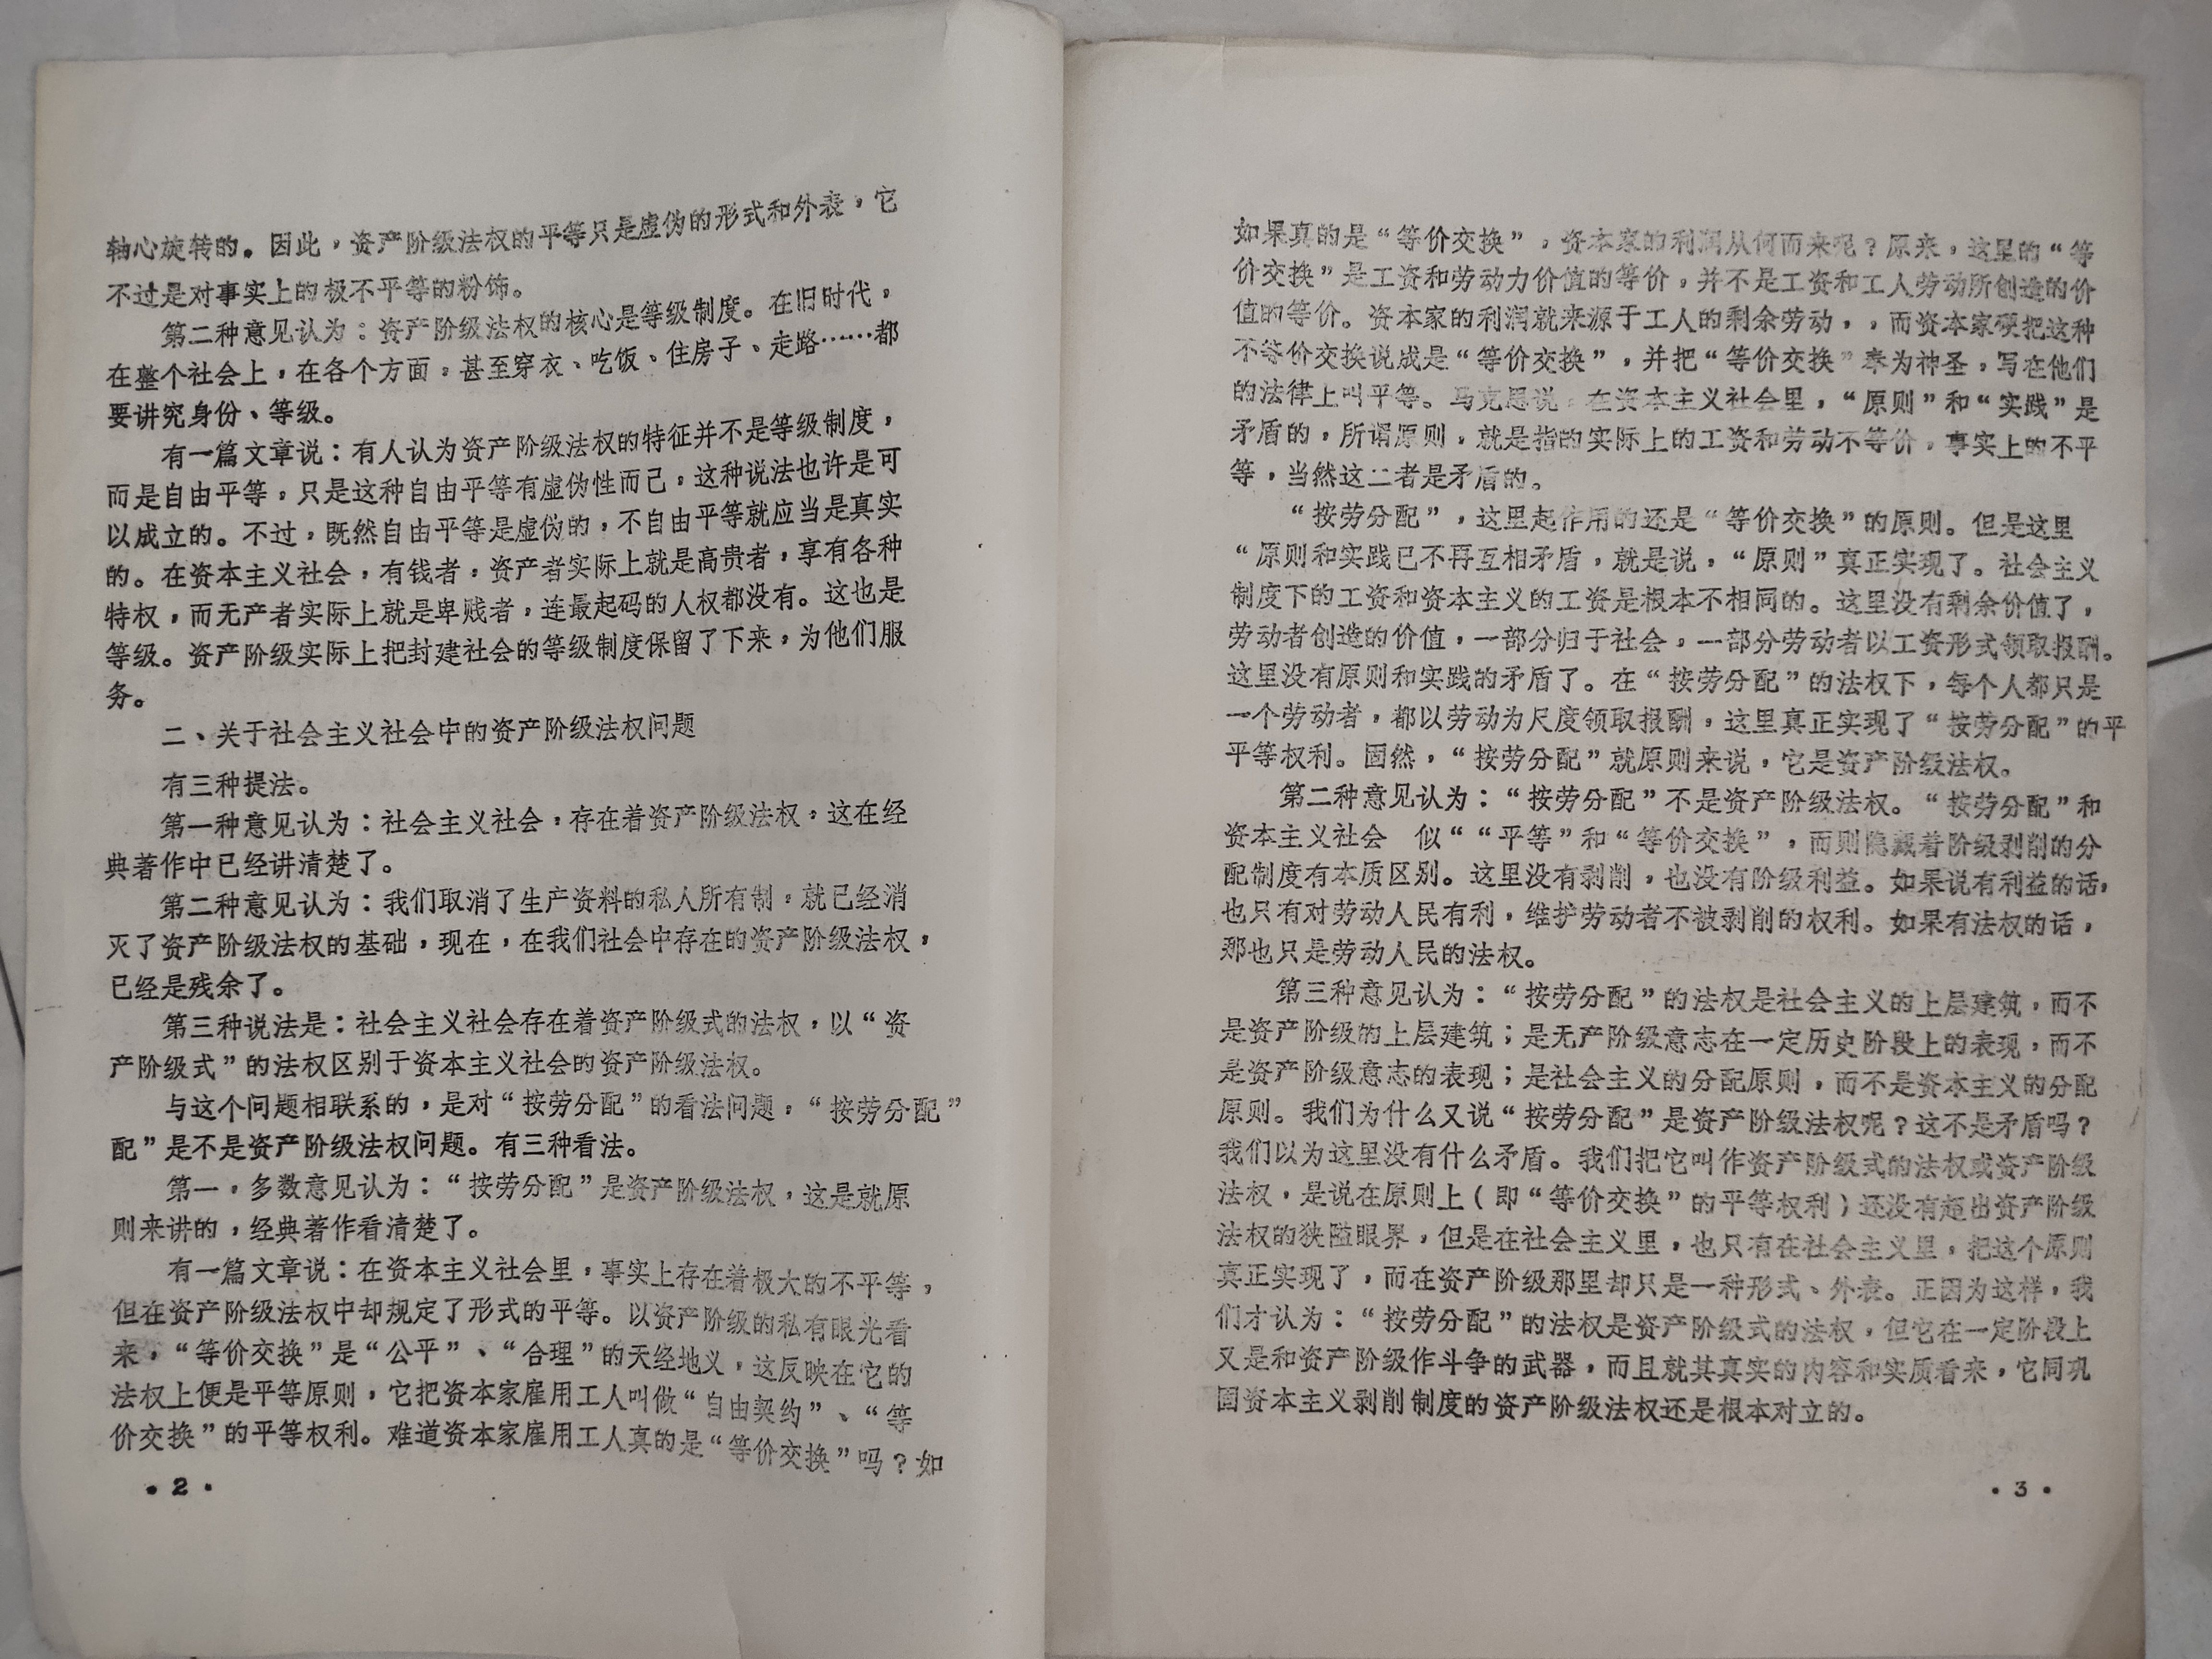 轴心旋转的。因此，资产阶级法权的平等只是虚伪的形式和外衰，它
不过是对事实上的极不平等的粉饰。
第二种意见认为：资产阶级法权的核心是等级制度。在旧时代，
在整个社会上，在各个方面，甚至穿衣、吃饭、住房子、走路……都
要讲究身份、等级。
有一篇文章说：有人认为资产阶级法权的特征并不是等级制度，
而是自由平等，只是这种自由平等有虚伪性而己，这种说法也许是可
以成立的。不过，既然自由平等是虚伪的，不自由平等就应当是真实
的。在资本主义社会，有钱者，资产者实际上就是高贵者，享有各种
特权，而无产者实际上就是卑贱者，连最起码的人权都没有。这也是
等级。资产阶级实际上把封建社会的等级制度保留了下来，为他们服
务。
二、关于社会主义社会中的资产阶级法权问题
有三种提法。
第一种意见认为：社会主义社会，存在着资产阶级法权，这在经
典著作中已经讲清楚了。
第二种意见认为：我们取消了生产资料的私人所有制，就已经消
灭了资产阶级法权的基础，现在，在我们社会中存在的资产阶级法权，
已经是残余了。
第三种说法是：社会主义社会存在着资产阶级式的法权，以“资
产阶级式”的法权区别于资本主义社会的资产阶级法权。
与这个问题相联系的，是对“按劳分配”的看法问题，“按劳分配”
配”是不是资产阶级法权问题。有三种看法。
第一，多数意见认为：“按劳分配”是资产阶级法权，这是就原
则来讲的，经典著作看清楚了。
有一篇文章说：在资本主义社会里，事实上存在着极大的不平等，
但在资产阶级法权中却规定了形式的平等。以资产阶级的私有眼光看
来，“等价交换”是“公平”、“合理”的天经地义，这反映在它的
法权上便是平等原则，它把资本家雇用工人叫做“自由契约”、“等
价交换”的平等权利。难道资本家雇用工人真的是“等价交换”吗？如
•2•
如果真的是“等价交换”，资本家的利润从何而来呢？原来，这里的“等
价交换”是工资和劳动力价值的等价，并不是工资和工人劳动所创造的价
值的等价。资本家的利润就来源于工人的剩余劳动，，而资本家硬把这种
不等价交换说成是“等价交换”，并把“等价交换”奉为神圣，写在他们
的法律上叫平等。马克思说，在资本主义社会里，“原则”和“实践”是
矛盾的，所谓原则，就是指的实际上的工资和劳动不等价，事实上的不平
等，当然这二者是矛盾的。
“按劳分配”，这里起作用的还是“等价交换”的原则。但是这里
“原则和实践已不再互相矛盾，就是说，“原则”真正实现了。社会主义
制度下的工资和资本主义的工资是根本不相同的。这里没有剩余价值了，
劳动者创造的价值，一部分归于社会，一部分劳动者以工资形式领取报酬。
这里没有原则和实践的矛盾了。在“按劳分配”的法权下，每个人都只是
一个劳动者，都以劳动为尺度领取报酬，这里真正实现了“按劳分配”的平
平等权利。固然，“按劳分配”就原则来说，它是资产阶级法权。
第二种意见认为：“按劳分配”不是资产阶级法权。“按劳分配”和
资本主义社会 似““平等”和“等价交换”，而则隐藏着阶级剥削的分
配制度有本质区别。这里没有剥削，也没有阶级利益。如果说有利益的话，
也只有对劳动人民有利，维护劳动者不被剥削的权利。如果有法权的话，
那也只是劳动人民的法权。
第三种意见认为：“按劳分配”的法权是社会主义的上层建筑，而不
是资产阶级的上层建筑；是无产阶级意志在一定历史阶段上的表现，而不
是资产阶级意志的表现；是社会主义的分配原则，而不是资本主义的分配
原则。我们为什么又说“按劳分配”是资产阶级法权呢？这不是矛盾吗？
我们以为这里没有什么矛盾。我们把它叫作资产阶级式的法权或资产阶级
法权，是说在原则上（即“等价交换”的平等权利）还没有超出资产阶级
法权的狭隘眼界，但是在社会主义里，也只有在社会主义里，把这个原则
真正实现了，而在资产阶级那里却只是一种形式、外衰。正因为这样，我
们才认为：“按劳分配”的法权是资产阶级式的法权，但它在一定阶段上
又是和资产阶级作斗争的武器，而且就其真实的内容和实质看来，它同巩
固资本主义剥削制度的资产阶级法权还是根本对立的。
•3•